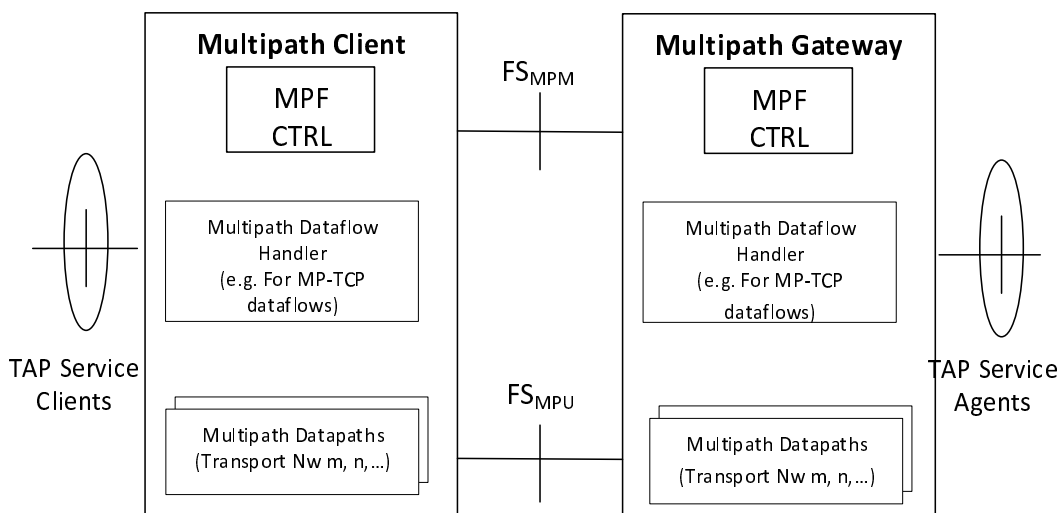 Multipath Client
MPF
CTRL
Multipath Dataflow
Handler
(e.g. For MP-TCP
dataflows)
Multipath Datapaths
(Transport Nw m, n,...)
TAP Service
Clients
FSMPM
FSMPU
Multipath Gateway
MPF
CTRL
Multipath Dataflow
Handler
(e.g. For MP-TCP
dataflows)
Multipath Datapaths
(Transport Nw m, n,...)
TAP Service
Agents